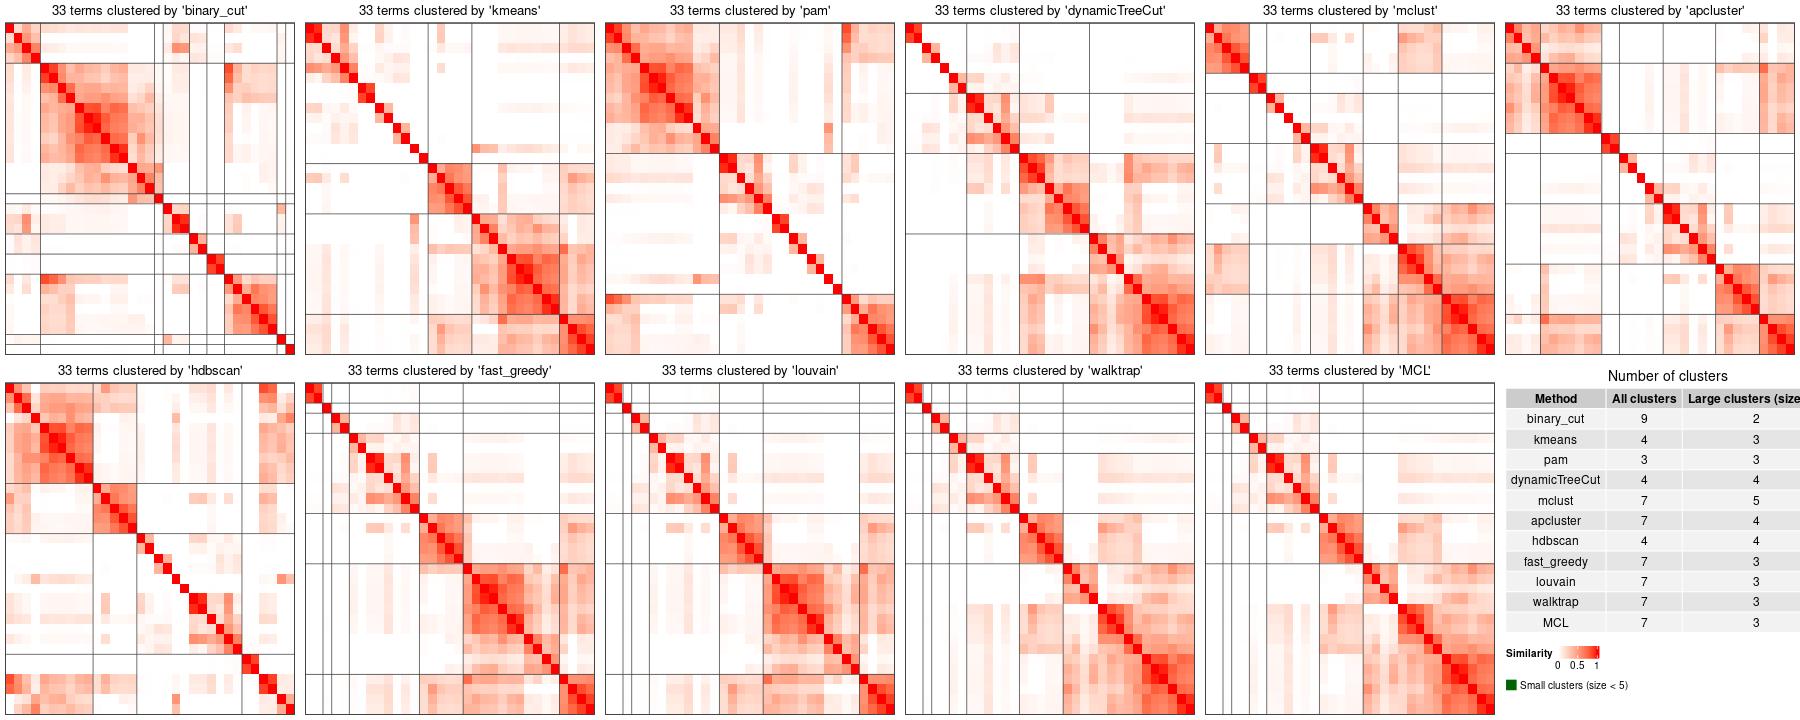 33 terms clustered by 'binary_cut'
33 terms clustered by 'kmeans'
33 terms clustered by 'pam'
33 terms clustered by 'dynamicTreeCut'
33 terms clustered by 'mclust'
33 terms clustered by 'apcluster'
33 terms clustered by 'hdbscan'
33 terms clustered by 'fast_greedy'
33 terms clustered by 'louvain'
33 terms clustered by 'walktrap'
33 terms clustered by 'MCL'
Number of clusters
Method All clusters Large clusters (size
binary_cut 9 2
kmeans 4 3
pam 3 3
dynamicTreeCut 4 4
mclust 7 5
apcluster 7 4
hdbscan 4 4
fast_greedy 7 3
louvain 7 3
walktrap 7 3
MCL 7 3
Similarity
0 0.5 1
Small clusters (size < 5)